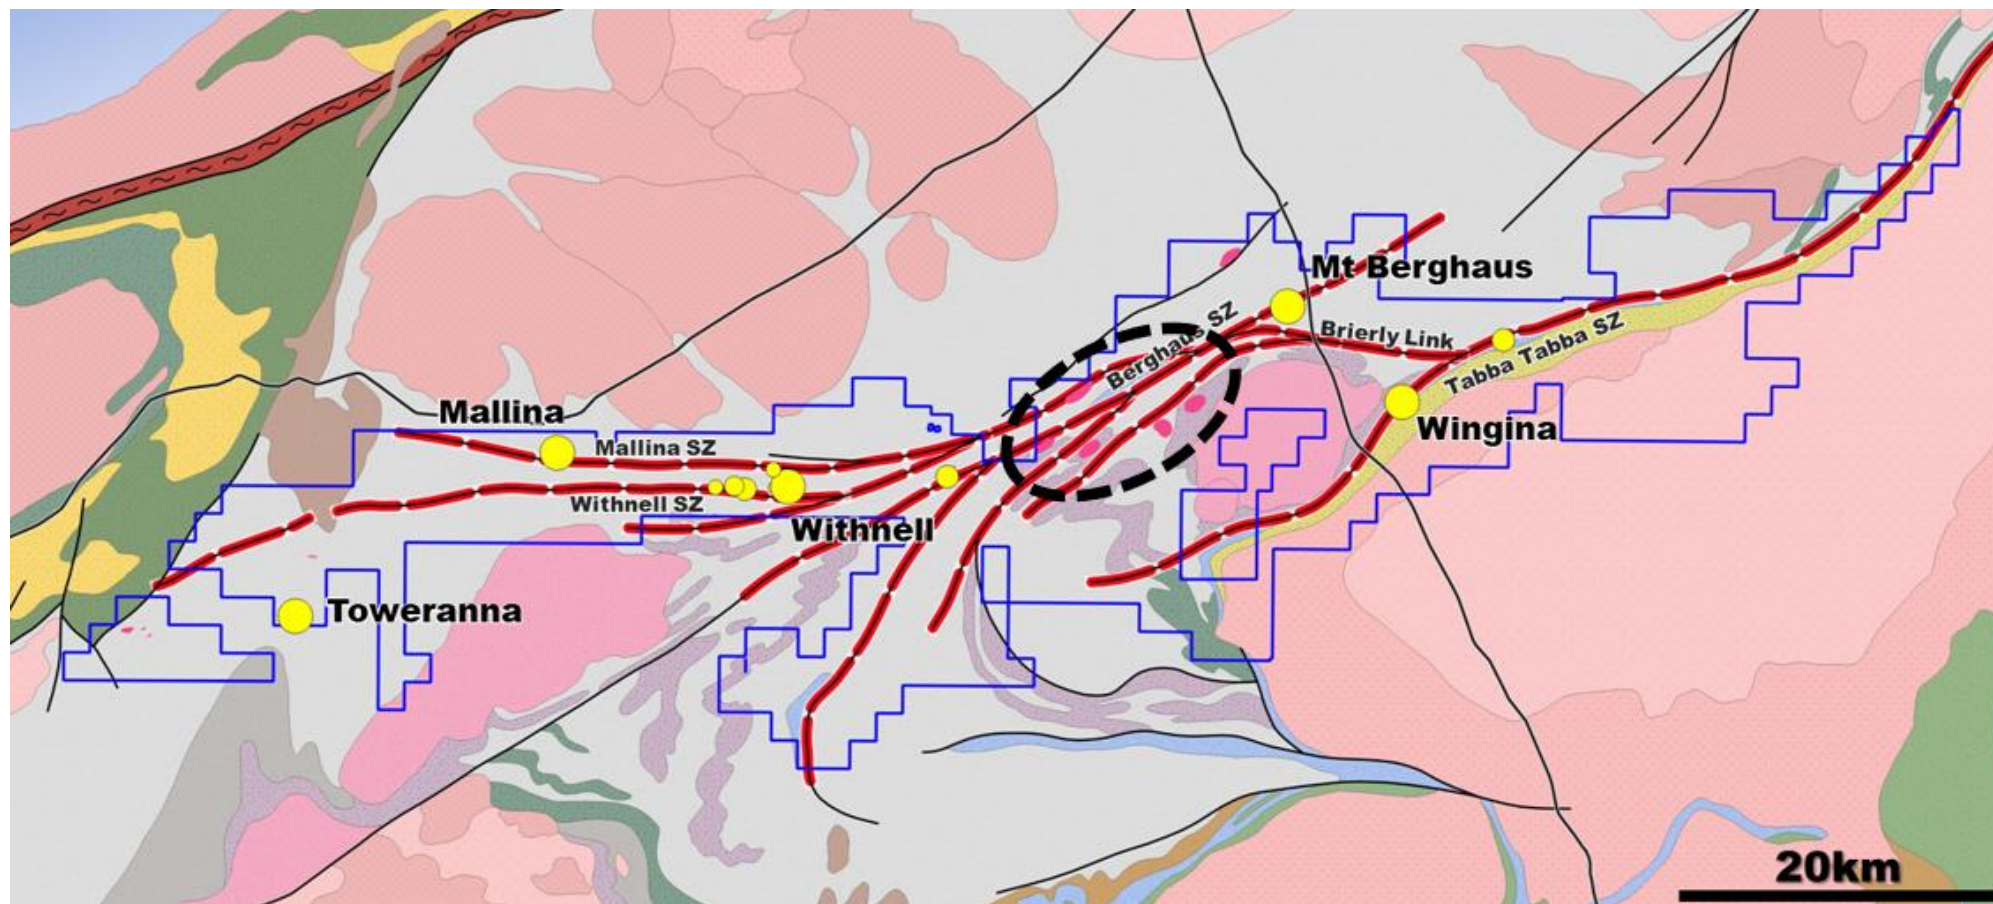 Mt Berghaus
Berghaus SZ
Brierly Link
Tabba Tabba SZ
Mallina
Mallina SZ
Wingina
Withnell SZ
Withnell
Toweranna
20km